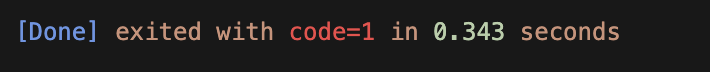 [Done] exited with code=1 in 0.343 seconds